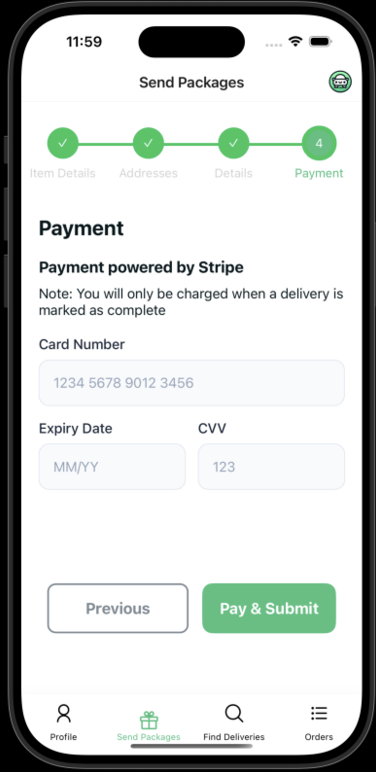 11:59
Send Packages
4
Item Details Addresses Details Payment
Payment
Payment powered by Stripe
Note: You will only be charged when a delivery is
marked as complete
Card Number
1234 5678 9012 3456
Expiry Date CVV
MM/YY 123
Previous Pay & Submit
Profile Send Packages Find Deliveries Orders